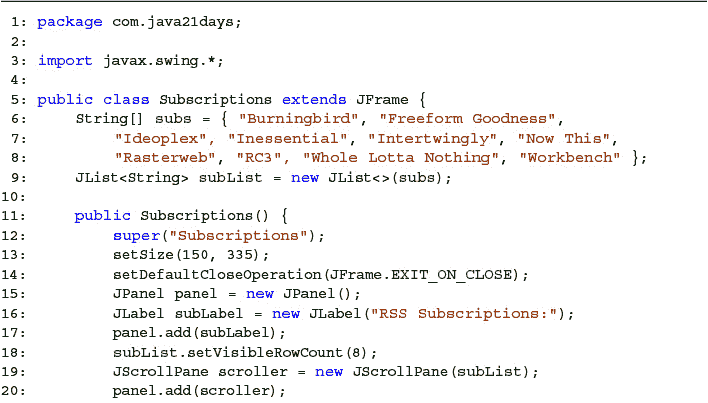 1: package com.java21days;
2:
3: import javax.swing.*;
4:
5: public class Subscriptions extends JFrame {
6:     String[] subs = { "Burningbird", "Freeform Goodness",
7:         "Ideoplex", "Inessential", "Intertwingly", "Now This",
8:         "Rasterweb", "RC3", "Whole Lotta Nothing", "Workbench" };
9:     JList<String> subList = new JList<>(subs);
10:
11:     public Subscriptions() {
12:         super("Subscriptions");
13:         setSize(150, 335);
14:         setDefaultCloseOperation(JFrame.EXIT_ON_CLOSE);
15:         JPanel panel = new JPanel();
16:         JLabel subLabel = new JLabel("RSS Subscriptions:");
17:         panel.add(subLabel);
18:         subList.setVisibleRowCount(8);
19:         JScrollPane scroller = new JScrollPane(subList);
20:         panel.add(scroller);